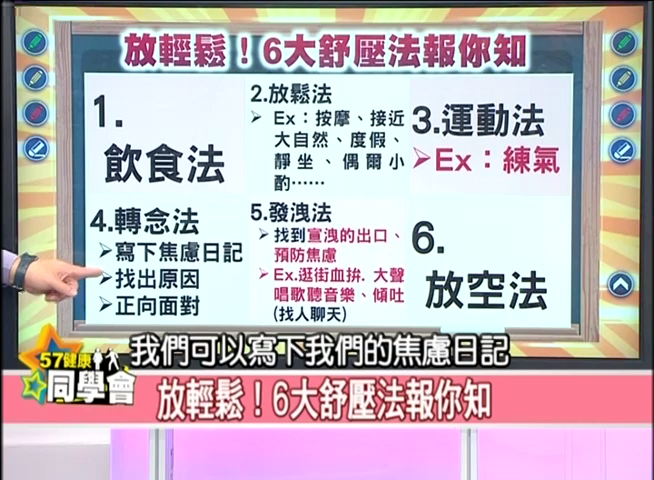 放輕鬆！6大舒壓法報你知
1.
飲食法
2.放鬆法
➢ Ex：按摩、接近
大自然、度假、
靜坐、偶爾小
酌……
3.運動法
➢Ex：練氣
4.轉念法
➢寫下焦慮日記
➢找出原因
➢正向面對
5.發洩法
➢找到宣洩的出口、
預防焦慮
➢Ex.逛街血拚. 大聲
唱歌聽音樂、傾吐
(找人聊天)
6.
放空法
我們可以寫下我們的焦慮日記
57健康
同學會
放輕鬆！6大舒壓法報你知